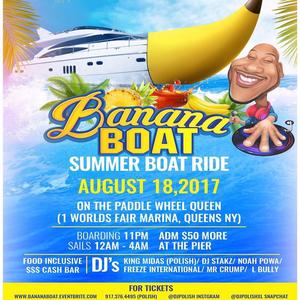 Banana
BOAT
SUMMER BOAT RIDE
AUGUST 18,2017
ON THE PADDLE WHEEL QUEEN
(1 WORLDS FAIR MARINA, QUEENS NY)
BOARDING 11PM ADM $50 MORE
SAILS 12AM - 4AM AT THE PIER
FOOD INCLUSIVE
$$$ CASH BAR
DJ's
KING MIDAS (POLISH)/ DJ STAKZ/ NOAH POWA/
FREEZE INTERNATIONAL/ MR CRUMP/ L BULLY
FOR TICKETS
WWW.BANANABOAT.EVENTBRITE.COM 917.376.4495 (POLISH) @DJPOLISH INSTGRAM @DJPOLISH1 SNAPCHAT